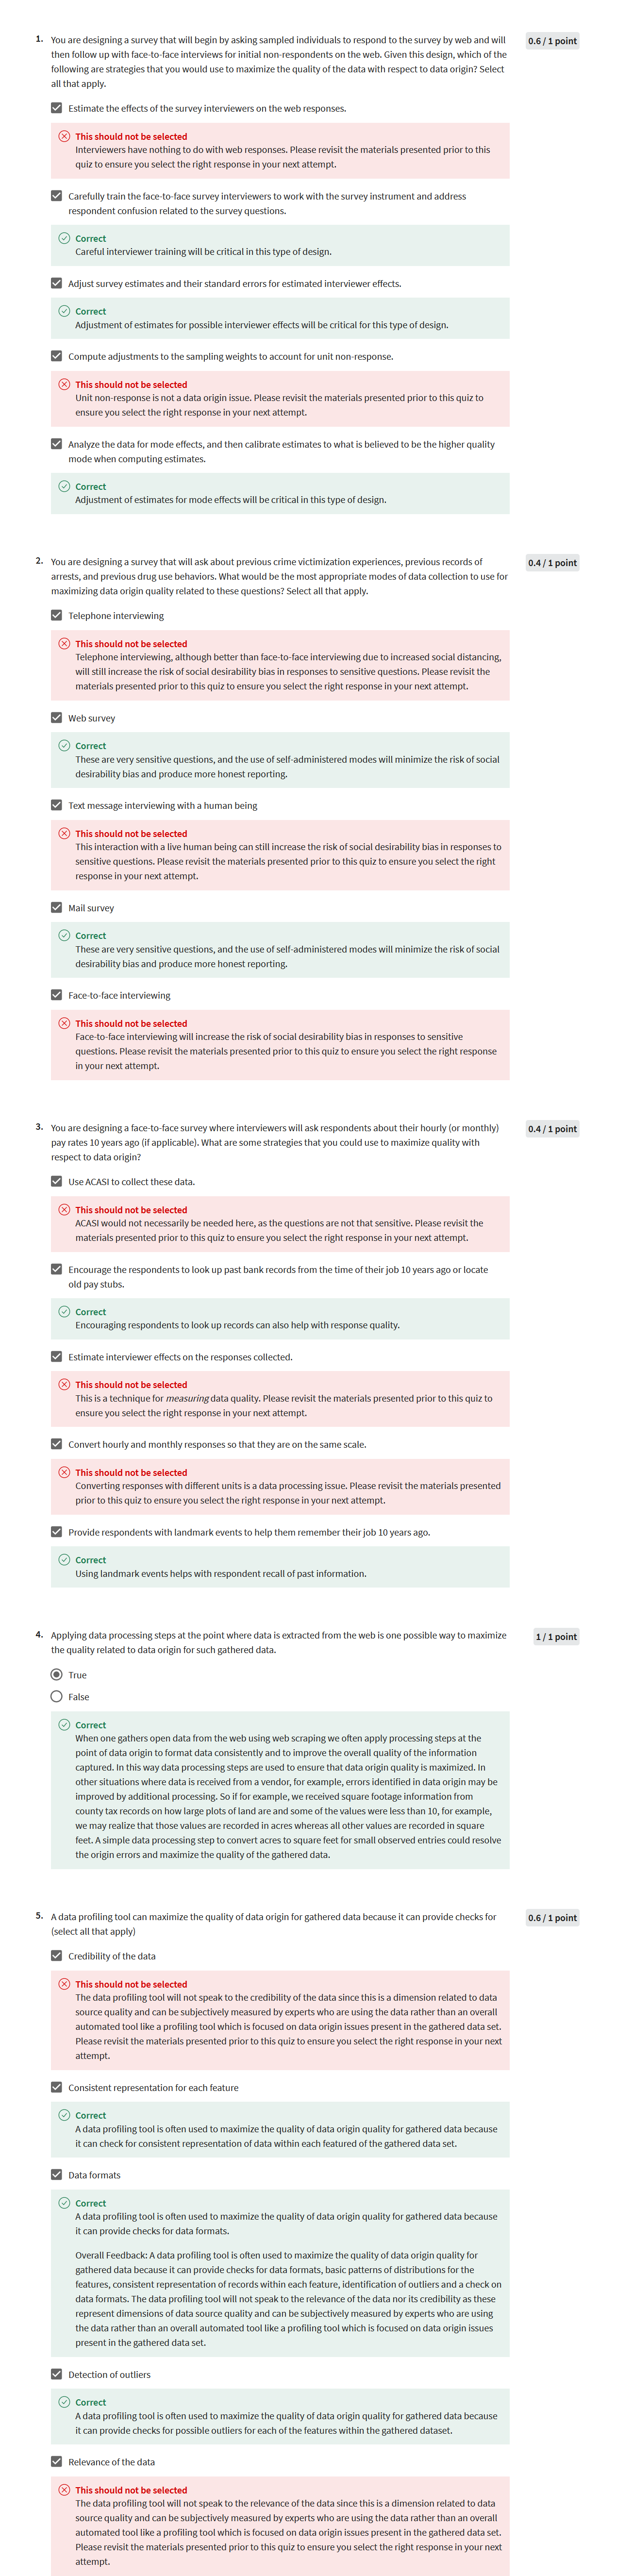 1. You are designing a survey that will begin by asking sampled individuals to respond to the survey by web and will
0.6 / 1 point
then follow up with face-to-face interviews for initial non-respondents on the web. Given this design, which of the
following are strategies that you would use to maximize the quality of the data with respect to data origin? Select
all that apply.
Estimate the effects of the survey interviewers on the web responses.
This should not be selected
Interviewers have nothing to do with web responses. Please revisit the materials presented prior to this
quiz to ensure you select the right response in your next attempt.
Carefully train the face-to-face survey interviewers to work with the survey instrument and address
respondent confusion related to the survey questions.
Correct
Careful interviewer training will be critical in this type of design.
Adjust survey estimates and their standard errors for estimated interviewer effects.
Correct
Adjustment of estimates for possible interviewer effects will be critical for this type of design.
Compute adjustments to the sampling weights to account for unit non-response.
This should not be selected
Unit non-response is not a data origin issue. Please revisit the materials presented prior to this quiz to
ensure you select the right response in your next attempt.
Analyze the data for mode effects, and then calibrate estimates to what is believed to be the higher quality
mode when computing estimates.
Correct
Adjustment of estimates for mode effects will be critical in this type of design.
2. You are designing a survey that will ask about previous crime victimization experiences, previous records of
0.4 / 1 point
arrests, and previous drug use behaviors. What would be the most appropriate modes of data collection to use for
maximizing data origin quality related to these questions? Select all that apply.
Telephone interviewing
This should not be selected
Telephone interviewing, although better than face-to-face interviewing due to increased social distancing,
will still increase the risk of social desirability bias in responses to sensitive questions. Please revisit the
materials presented prior to this quiz to ensure you select the right response in your next attempt.
Web survey
Correct
These are very sensitive questions, and the use of self-administered modes will minimize the risk of social
desirability bias and produce more honest reporting.
Text message interviewing with a human being
This should not be selected
This interaction with a live human being can still increase the risk of social desirability bias in responses to
sensitive questions. Please revisit the materials presented prior to this quiz to ensure you select the right
response in your next attempt.
Mail survey
Correct
These are very sensitive questions, and the use of self-administered modes will minimize the risk of social
desirability bias and produce more honest reporting.
Face-to-face interviewing
This should not be selected
Face-to-face interviewing will increase the risk of social desirability bias in responses to sensitive
questions. Please revisit the materials presented prior to this quiz to ensure you select the right response
in your next attempt.
3. You are designing a face-to-face survey where interviewers will ask respondents about their hourly (or monthly)
0.4 / 1 point
pay rates 10 years ago (if applicable). What are some strategies that you could use to maximize quality with
respect to data origin?
Use ACASI to collect these data.
This should not be selected
ACASI would not necessarily be needed here, as the questions are not that sensitive. Please revisit the
materials presented prior to this quiz to ensure you select the right response in your next attempt.
Encourage the respondents to look up past bank records from the time of their job 10 years ago or locate
old pay stubs.
Correct
Encouraging respondents to look up records can also help with response quality.
Estimate interviewer effects on the responses collected.
This should not be selected
This is a technique for measuring data quality. Please revisit the materials presented prior to this quiz to
ensure you select the right response in your next attempt.
Convert hourly and monthly responses so that they are on the same scale.
This should not be selected
Converting responses with different units is a data processing issue. Please revisit the materials presented
prior to this quiz to ensure you select the right response in your next attempt.
Provide respondents with landmark events to help them remember their job 10 years ago.
Correct
Using landmark events helps with respondent recall of past information.
4. Applying data processing steps at the point where data is extracted from the web is one possible way to maximize
1 / 1 point
the quality related to data origin for such gathered data.
True
False
Correct
When one gathers open data from the web using web scraping we often apply processing steps at the
point of data origin to format data consistently and to improve the overall quality of the information
captured. In this way data processing steps are used to ensure that data origin quality is maximized. In
other situations where data is received from a vendor, for example, errors identified in data origin may be
improved by additional processing. So if for example, we received square footage information from
county tax records on how large plots of land are and some of the values were less than 10, for example,
we may realize that those values are recorded in acres whereas all other values are recorded in square
feet. A simple data processing step to convert acres to square feet for small observed entries could resolve
the origin errors and maximize the quality of the gathered data.
5. A data profiling tool can maximize the quality of data origin for gathered data because it can provide checks for
0.6 / 1 point
(select all that apply)
Credibility of the data
This should not be selected
The data profiling tool will not speak to the credibility of the data since this is a dimension related to data
source quality and can be subjectively measured by experts who are using the data rather than an overall
automated tool like a profiling tool which is focused on data origin issues present in the gathered data set.
Please revisit the materials presented prior to this quiz to ensure you select the right response in your next
attempt.
Consistent representation for each feature
Correct
A data profiling tool is often used to maximize the quality of data origin quality for gathered data because
it can check for consistent representation of data within each featured of the gathered data set.
Data formats
Correct
A data profiling tool is often used to maximize the quality of data origin quality for gathered data because
it can provide checks for data formats.
Overall Feedback: A data profiling tool is often used to maximize the quality of data origin quality for
gathered data because it can provide checks for data formats, basic patterns of distributions for the
features, consistent representation of records within each feature, identification of outliers and a check on
data formats. The data profiling tool will not speak to the relevance of the data nor its credibility as these
represent dimensions of data source quality and can be subjectively measured by experts who are using
the data rather than an overall automated tool like a profiling tool which is focused on data origin issues
present in the gathered data set.
Detection of outliers
Correct
A data profiling tool is often used to maximize the quality of data origin quality for gathered data because
it can provide checks for possible outliers for each of the features within the gathered dataset.
Relevance of the data
This should not be selected
The data profiling tool will not speak to the relevance of the data since this is a dimension related to data
source quality and can be subjectively measured by experts who are using the data rather than an overall
automated tool like a profiling tool which is focused on data origin issues present in the gathered data set.
Please revisit the materials presented prior to this quiz to ensure you select the right response in your next
attempt.